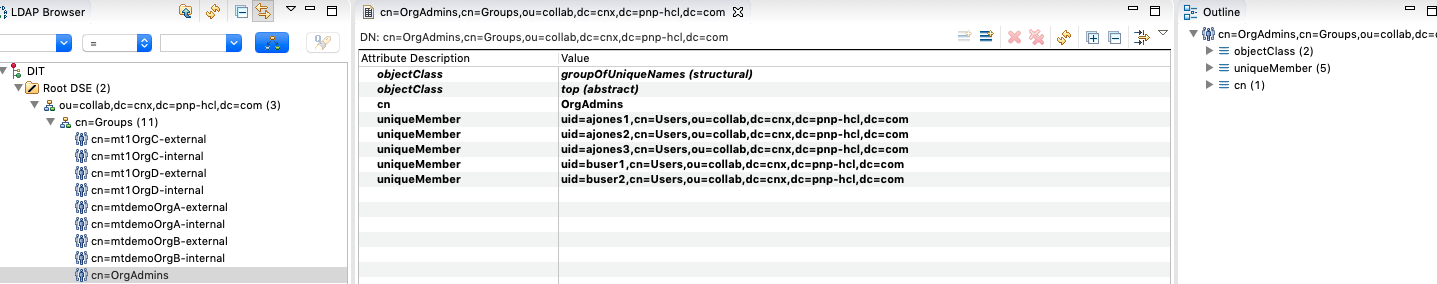 LDAP Browser
=
DIT
Root DSE (2)
ou=collab,dc=cnx,dc=pnp-hcl,dc=com (3)
cn=Groups (11)
cn=mt1OrgC-external
cn=mt1OrgC-internal
cn=mt1OrgD-external
cn=mt1OrgD-internal
cn=mtdemoOrgA-external
cn=mtdemoOrgA-internal
cn=mtdemoOrgB-external
cn=mtdemoOrgB-internal
cn=OrgAdmins
cn=OrgAdmins,cn=Groups,ou=collab,dc=cnx,dc=pnp-hcl,dc=com
DN: cn=OrgAdmins,cn=Groups,ou=collab,dc=cnx,dc=pnp-hcl,dc=com
Attribute Description Value
objectClass groupOfUniqueNames (structural)
objectClass top (abstract)
cn OrgAdmins
uniqueMember uid=ajones1,cn=Users,ou=collab,dc=cnx,dc=pnp-hcl,dc=com
uniqueMember uid=ajones2,cn=Users,ou=collab,dc=cnx,dc=pnp-hcl,dc=com
uniqueMember uid=ajones3,cn=Users,ou=collab,dc=cnx,dc=pnp-hcl,dc=com
uniqueMember uid=buser1,cn=Users,ou=collab,dc=cnx,dc=pnp-hcl,dc=com
uniqueMember uid=buser2,cn=Users,ou=collab,dc=cnx,dc=pnp-hcl,dc=com
Outline
cn=OrgAdmins,cn=Groups,ou=collab,dc
objectClass (2)
uniqueMember (5)
cn (1)